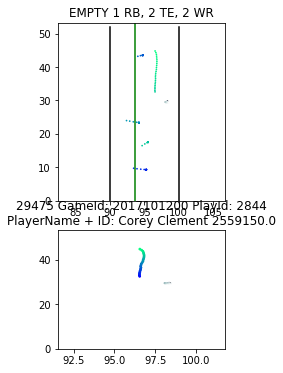 EMPTY 1 RB, 2 TE, 2 WR
50
40
30
20
10
0
85 90 95 100 105
29475 GameId: 2017101200 PlayId: 2844
PlayerName + ID: Corey Clement 2559150.0
40
20
0
92.5 95.0 97.5 100.0